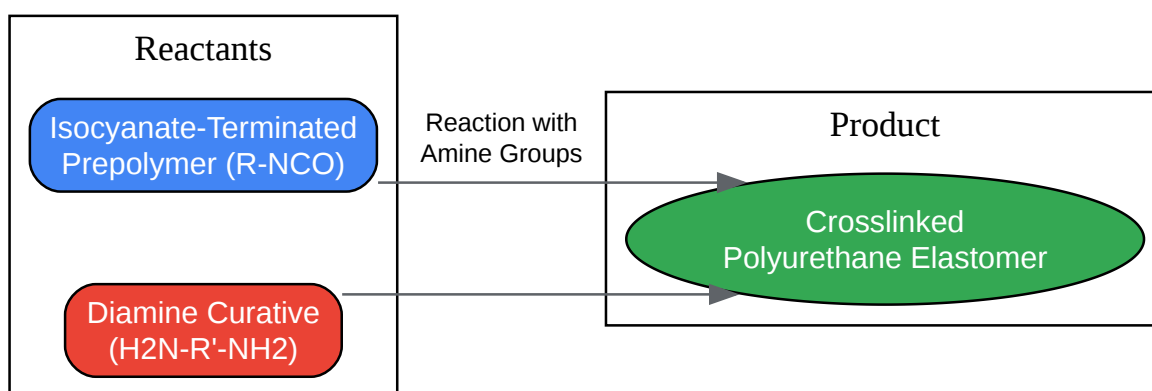 Reactants
Isocyanate-Terminated
Prepolymer (R-NCO)
Diamine Curative
(H2N-R'-NH2)
Reaction with
Amine Groups
Product
Crosslinked
Polyurethane Elastomer